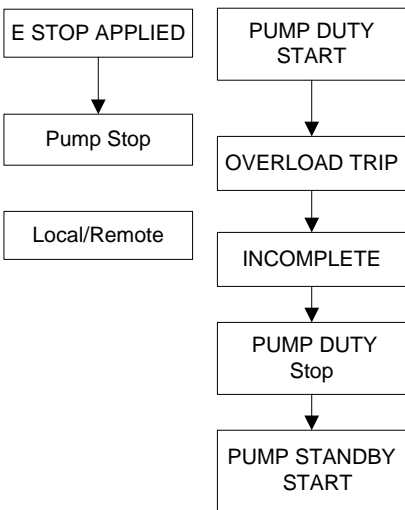 E STOP APPLIED
Pump Stop
Local/Remote
PUMP DUTY
START
OVERLOAD TRIP
INCOMPLETE
PUMP DUTY
Stop
PUMP STANDBY
START